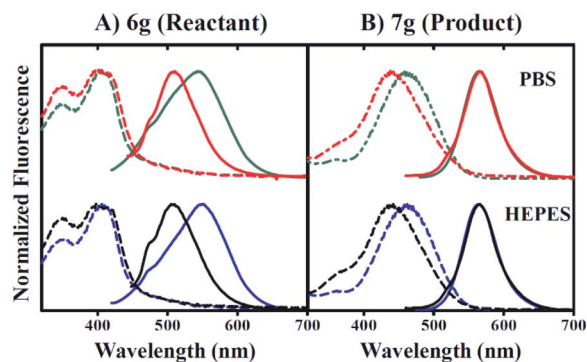 A) 6g (Reactant) B) 7g (Product)
Normalized Fluorescence
PBS
HEPES
400 500 600 400 500 600 700
Wavelength (nm) Wavelength (nm)